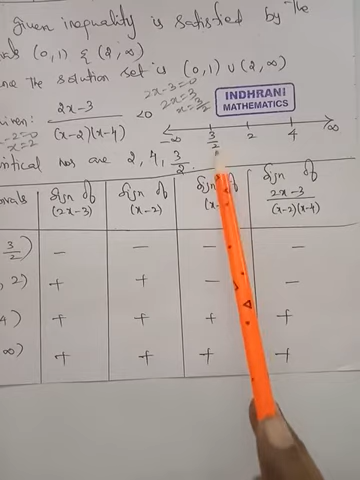 Given inequality is satisfied by the
(0,1) & (2,∞)
the solution set is (0,1) ∪ (2,∞)
2x-3=0
2x=3
x=3/2
INDHRANI
MATHEMATICS
(2x-3)/((x-2)(x-4)) <0
x-2=0
x=2
-∞ 3/2 2 4 ∞
nos are 2, 4, 3/2.
Sign of (2x-3) Sign of (x-2) Sign of Sign of (2x-3)/((x-2)(x-4))
3/2) - - - -
, 2) + + - -
4) + + + +
∞) + + + +